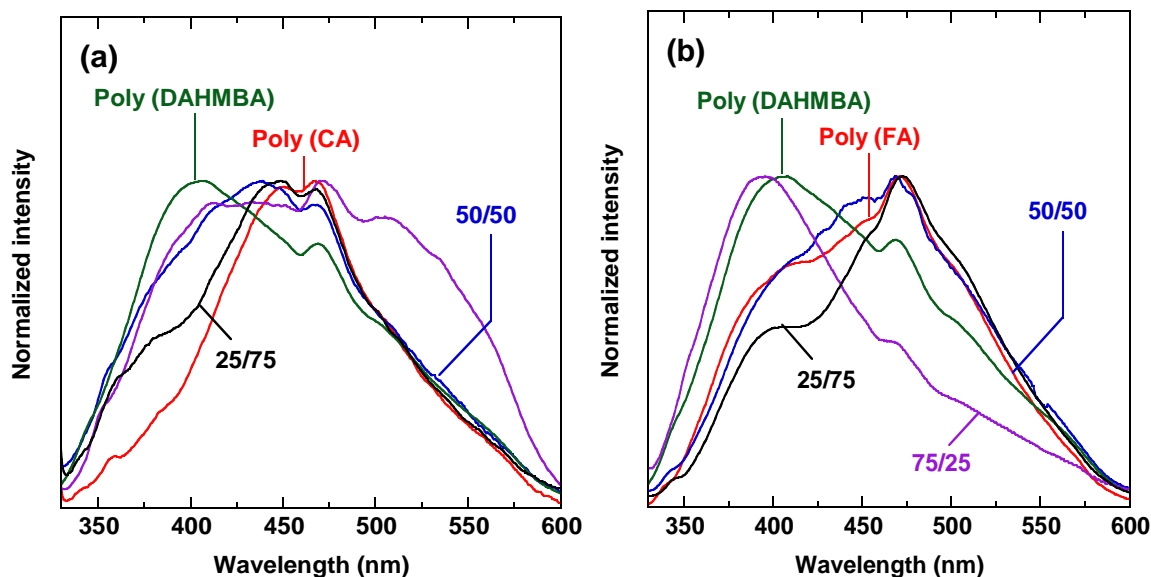 (a)
Poly (DAHMBA)
Poly (CA)
50/50
25/75
Normalized intensity
350 400 450 500 550 600
Wavelength (nm)
(b)
Poly (DAHMBA)
Poly (FA)
50/50
25/75
75/25
Normalized intensity
350 400 450 500 550 600
Wavelength (nm)